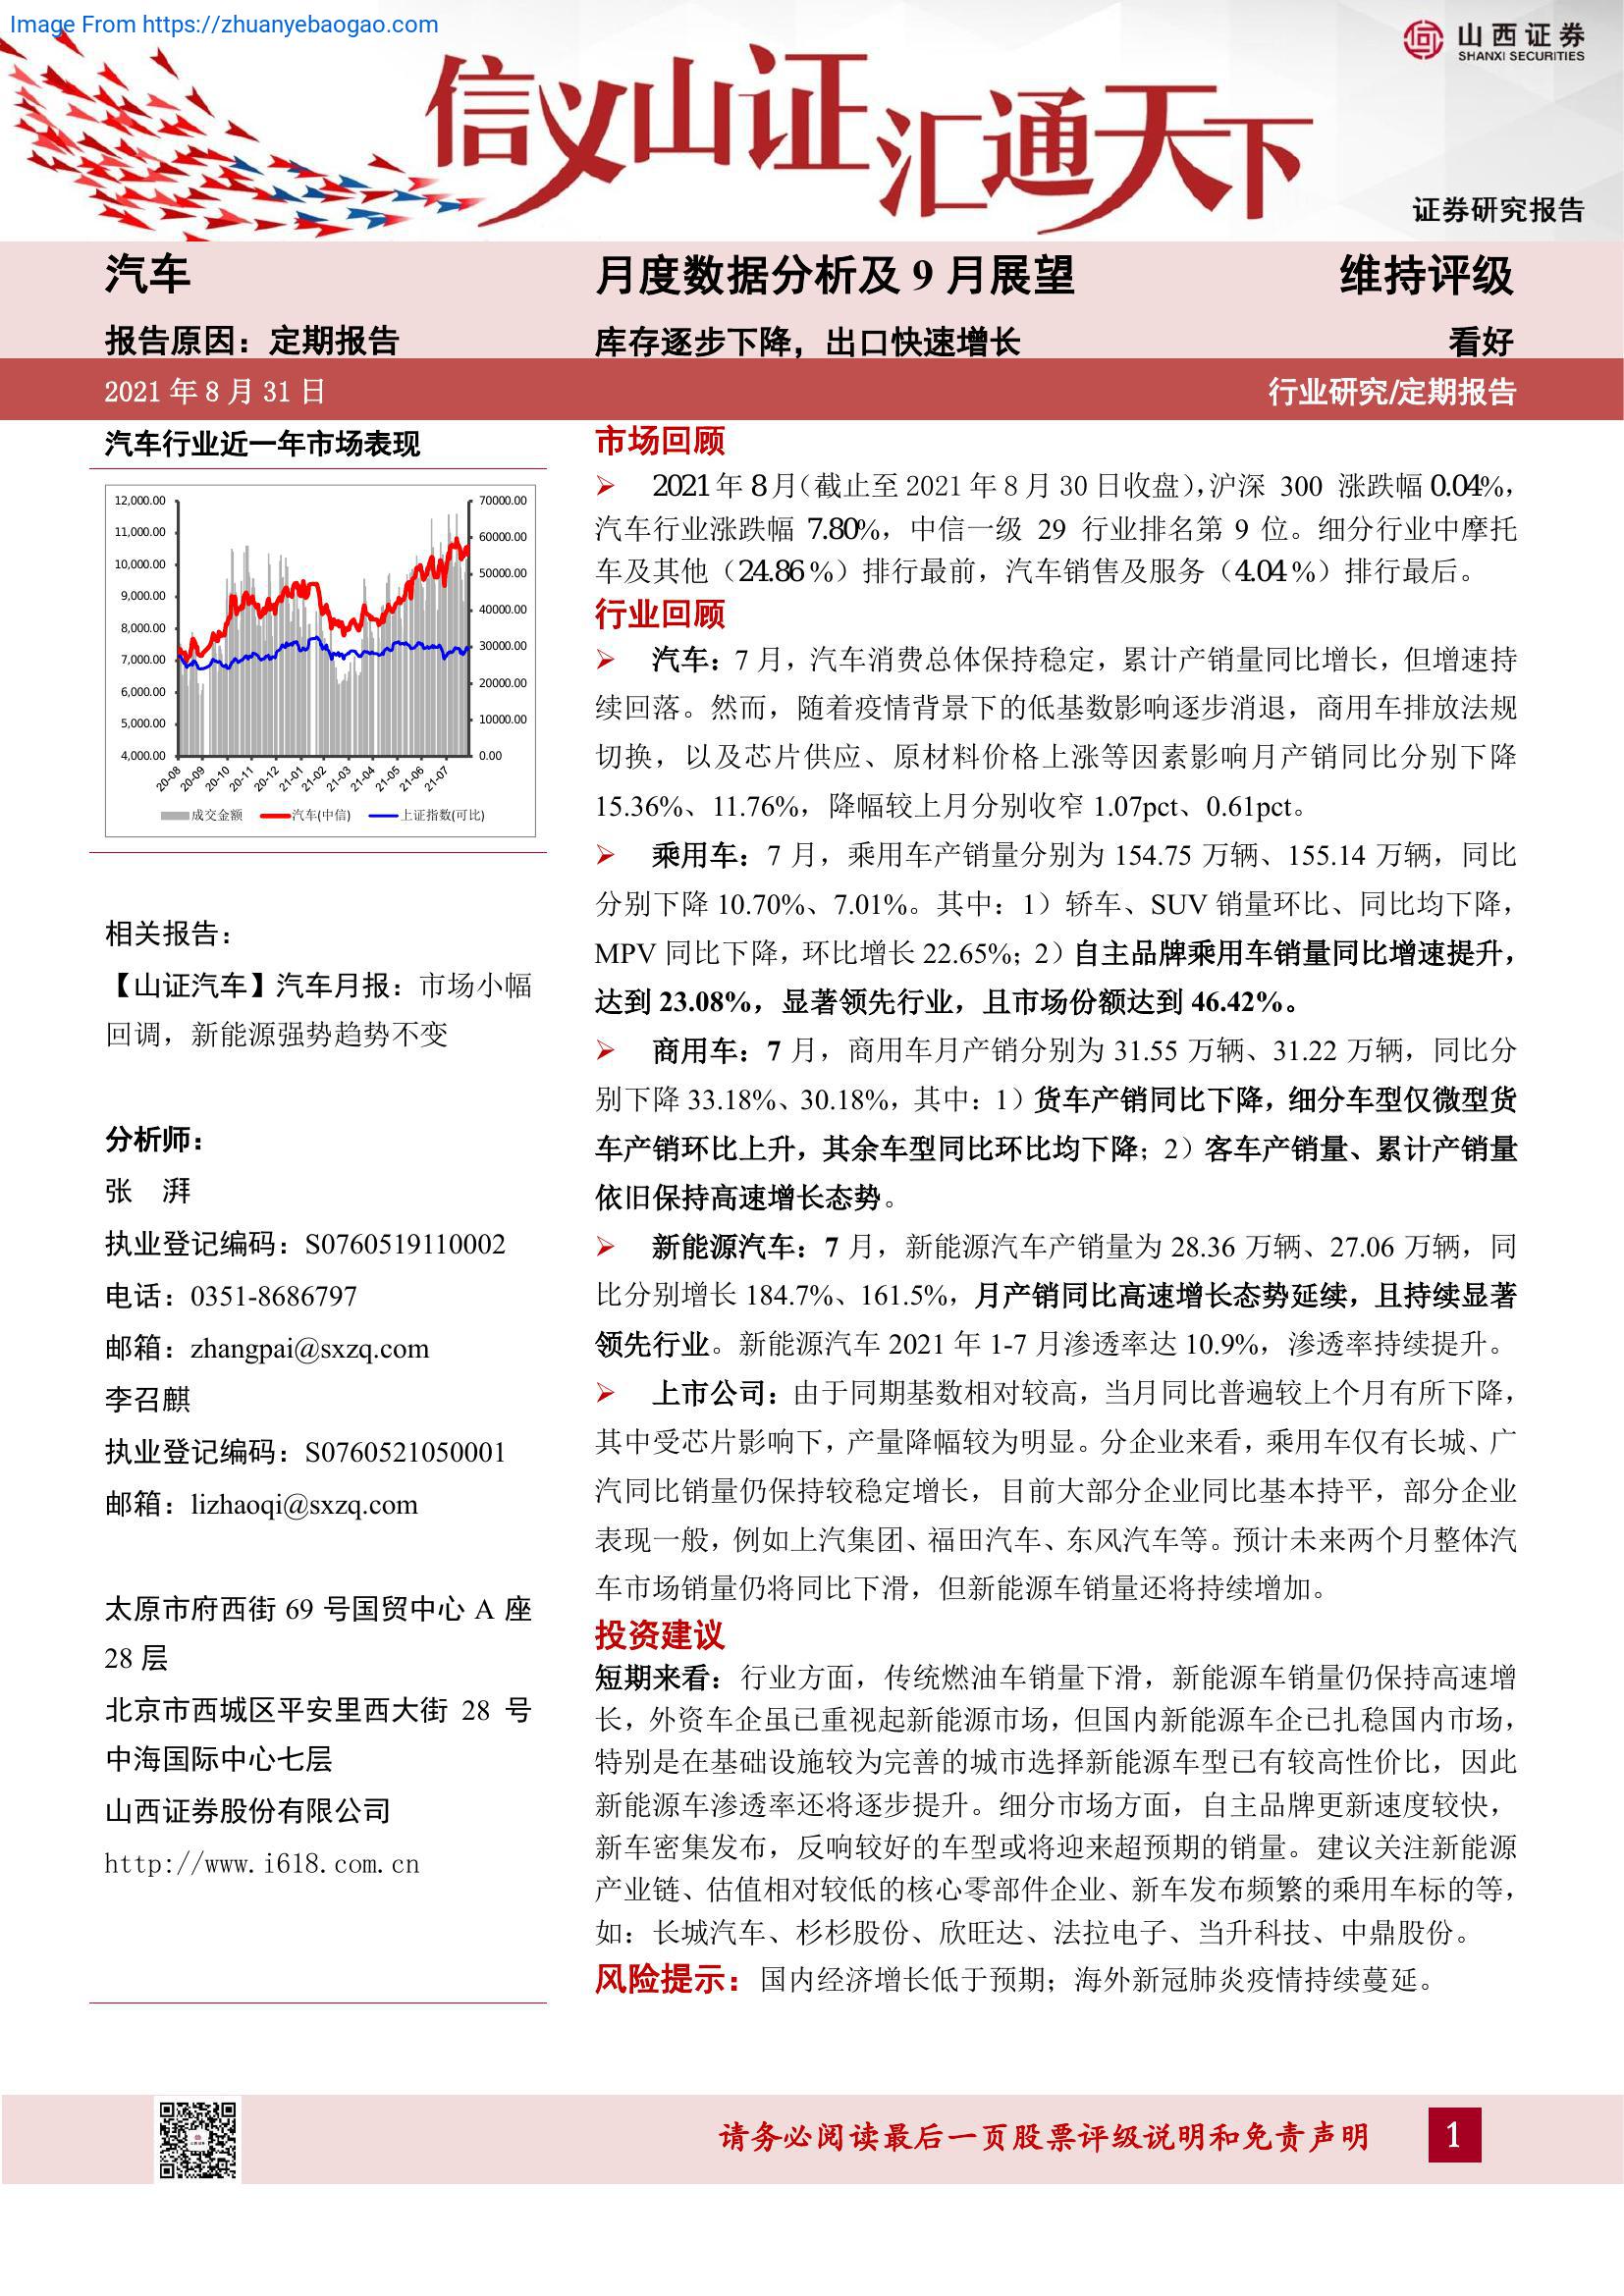 Image From https://zhuanyebaogao.com
山西证券
SHANXI SECURITIES
信义山证汇通天下
证券研究报告
汽车
月度数据分析及 9 月展望
维持评级
报告原因：定期报告
库存逐步下降，出口快速增长
看好
2021 年 8 月 31 日
行业研究/定期报告
汽车行业近一年市场表现
12,000.00
11,000.00
10,000.00
9,000.00
8,000.00
7,000.00
6,000.00
5,000.00
4,000.00
70000.00
60000.00
50000.00
40000.00
30000.00
20000.00
10000.00
0.00
20-08
20-09
20-10
20-11
20-12
21-01
21-02
21-03
21-04
21-05
21-06
21-07
成交金额 汽车(中信) 上证指数(可比)
相关报告：
【山证汽车】汽车月报：市场小幅
回调，新能源强势趋势不变
分析师：
张 湃
执业登记编码：S0760519110002
电话：0351-8686797
邮箱：zhangpai@sxzq.com
李召麒
执业登记编码：S0760521050001
邮箱：lizhaoqi@sxzq.com
太原市府西街 69 号国贸中心 A 座
28 层
北京市西城区平安里西大街 28 号
中海国际中心七层
山西证券股份有限公司
http://www.i618.com.cn
市场回顾
➢ 2021 年 8 月（截止至 2021 年 8 月 30 日收盘），沪深 300 涨跌幅 0.04%，
汽车行业涨跌幅 7.80%，中信一级 29 行业排名第 9 位。细分行业中摩托
车及其他（24.86 %）排行最前，汽车销售及服务（4.04 %）排行最后。
行业回顾
➢ 汽车：7 月，汽车消费总体保持稳定，累计产销量同比增长，但增速持
续回落。然而，随着疫情背景下的低基数影响逐步消退，商用车排放法规
切换，以及芯片供应、原材料价格上涨等因素影响月产销同比分别下降
15.36%、11.76%，降幅较上月分别收窄 1.07pct、0.61pct。
➢ 乘用车：7 月，乘用车产销量分别为 154.75 万辆、155.14 万辆，同比
分别下降 10.70%、7.01%。其中：1）轿车、SUV 销量环比、同比均下降，
MPV 同比下降，环比增长 22.65%；2）自主品牌乘用车销量同比增速提升，
达到 23.08%，显著领先行业，且市场份额达到 46.42%。
➢ 商用车：7 月，商用车月产销分别为 31.55 万辆、31.22 万辆，同比分
别下降 33.18%、30.18%，其中：1）货车产销同比下降，细分车型仅微型货
车产销环比上升，其余车型同比环比均下降；2）客车产销量、累计产销量
依旧保持高速增长态势。
➢ 新能源汽车：7 月，新能源汽车产销量为 28.36 万辆、27.06 万辆，同
比分别增长 184.7%、161.5%，月产销同比高速增长态势延续，且持续显著
领先行业。新能源汽车 2021 年 1-7 月渗透率达 10.9%，渗透率持续提升。
➢ 上市公司：由于同期基数相对较高，当月同比普遍较上个月有所下降，
其中受芯片影响下，产量降幅较为明显。分企业来看，乘用车仅有长城、广
汽同比销量仍保持较稳定增长，目前大部分企业同比基本持平，部分企业
表现一般，例如上汽集团、福田汽车、东风汽车等。预计未来两个月整体汽
车市场销量仍将同比下滑，但新能源车销量还将持续增加。
投资建议
短期来看：行业方面，传统燃油车销量下滑，新能源车销量仍保持高速增
长，外资车企虽已重视起新能源市场，但国内新能源车企已扎稳国内市场，
特别是在基础设施较为完善的城市选择新能源车型已有较高性价比，因此
新能源车渗透率还将逐步提升。细分市场方面，自主品牌更新速度较快，
新车密集发布，反响较好的车型或将迎来超预期的销量。建议关注新能源
产业链、估值相对较低的核心零部件企业、新车发布频繁的乘用车标的等，
如：长城汽车、杉杉股份、欣旺达、法拉电子、当升科技、中鼎股份。
风险提示：国内经济增长低于预期；海外新冠肺炎疫情持续蔓延。
请务必阅读最后一页股票评级说明和免责声明
1